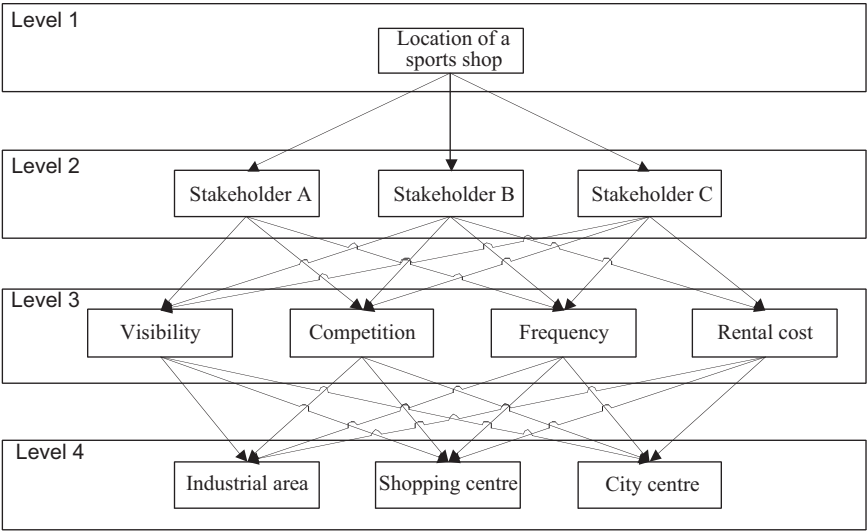 Level 1
Location of a
sports shop
Level 2
Stakeholder A
Stakeholder B
Stakeholder C
Level 3
Visibility
Competition
Frequency
Rental cost
Level 4
Industrial area
Shopping centre
City centre